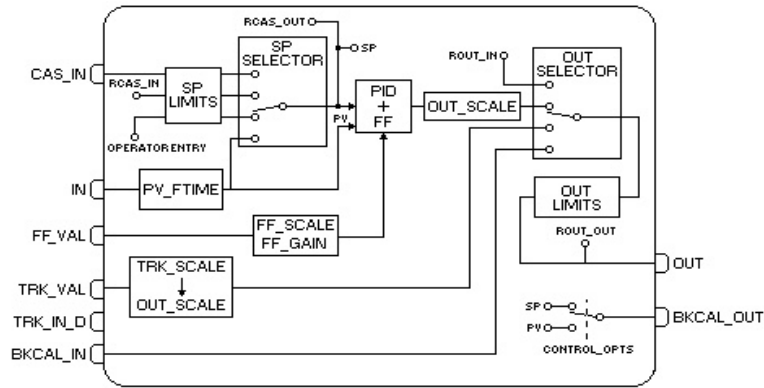 RCAS_OUT
SP
SP
SELECTOR
ROUT_IN
OUT
SELECTOR
CAS_IN
RCAS_IN
SP
LIMITS
PID
+
FF
OUT_SCALE
PV
OPERATOR ENTRY
IN
PV_FTIME
OUT
LIMITS
FF_VAL
FF_SCALE
FF_GAIN
ROUT_OUT
TRK_VAL
TRK_SCALE
OUT_SCALE
OUT
TRK_IN_D
SP
PV
BKCAL_OUT
CONTROL_OPTS
BKCAL_IN